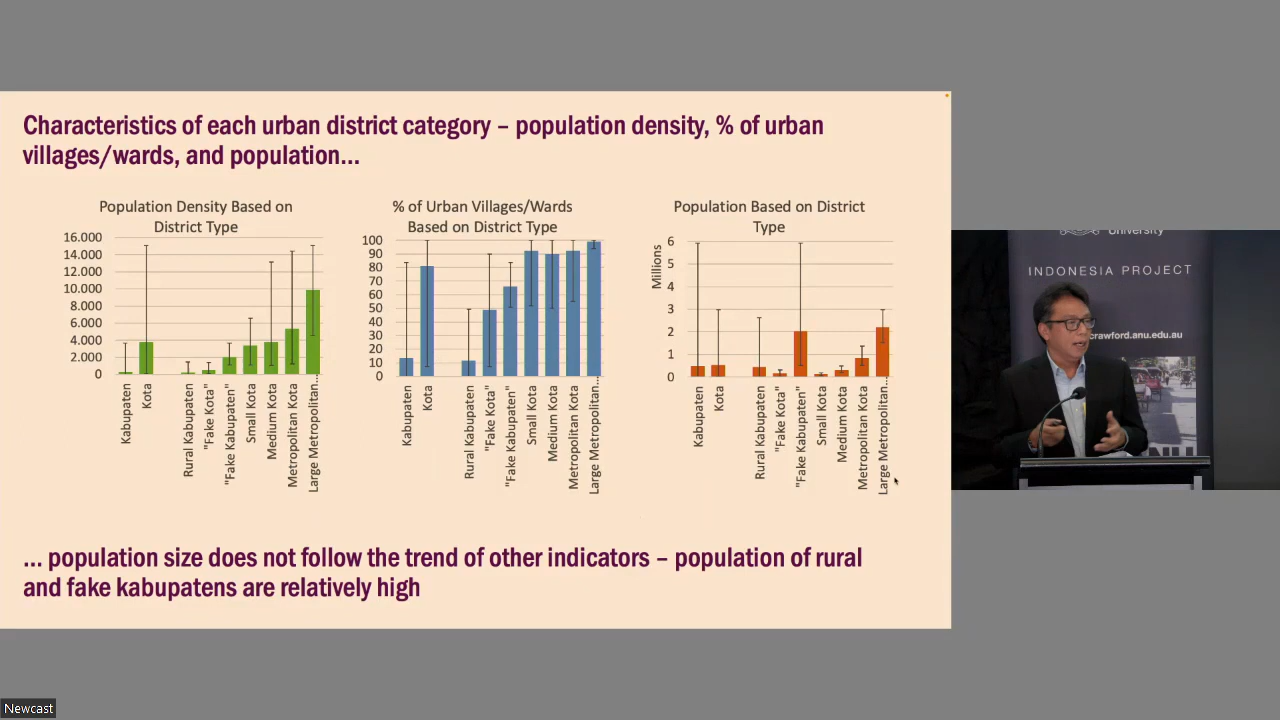 Characteristics of each urban district category – population density, % of urban
villages/wards, and population...
Population Density Based on
District Type
16.000
14.000
12.000
10.000
8.000
6.000
4.000
2.000
0
Kabupaten
Kota
Rural Kabupaten
"Fake Kota"
"Fake Kabupaten"
Small Kota
Medium Kota
Metropolitan Kota
Large Metropolitan...
% of Urban Villages/Wards
Based on District Type
100
90
80
70
60
50
40
30
20
10
0
Kabupaten
Kota
Rural Kabupaten
"Fake Kota"
"Fake Kabupaten"
Small Kota
Medium Kota
Metropolitan Kota
Large Metropolitan...
Population Based on District
Type
Millions
6
5
4
3
2
1
0
Kabupaten
Kota
Rural Kabupaten
"Fake Kota"
"Fake Kabupaten"
Small Kota
Medium Kota
Metropolitan Kota
Large Metropolitan...
... population size does not follow the trend of other indicators – population of rural
and fake kabupatens are relatively high
University
INDONESIA PROJECT
crawford.anu.edu.au
Newcast